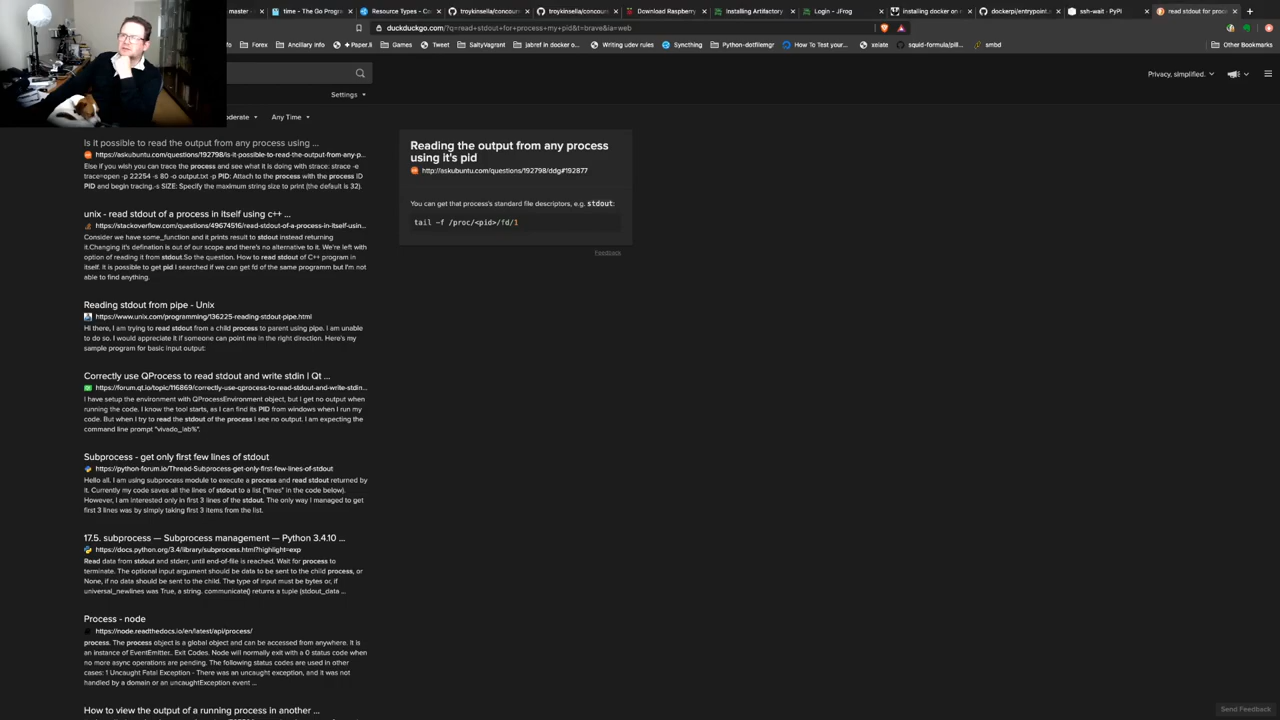 master
time - The Go Progra
Resource Types - Co
troykinsella/concours
troykinsella/concours
Download Raspberry
Installing Artifactory
Login - JFrog
installing docker on r
dockerpi/entrypoint.
ssh-wait · PyPI
read stdout for proce
duckduckgo.com/?q=read+stdout+for+process+my+pid&t=brave&ia=web
Forex
Ancillary Info
+ Paper.li
Games
Tweet
SaltyVagrant
jabref in docker o...
Writing udev rules
Syncthing
Python-dotfilemgr
How To Test your...
xelate
squid-formula/pill...
smbd
Other Bookmarks
Privacy, simplified.
Settings
oderate
Any Time
Is it possible to read the output from any process using ...
https://askubuntu.com/questions/192798/is-it-possible-to-read-the-output-from-any-p...
Else if you wish you can trace the process and see what it is doing with strace: strace -e
trace=open -p 22254 -s 80 -o output.txt -p PID: Attach to the process with the process ID
PID and begin tracing.-s SIZE: Specify the maximum string size to print (the default is 32).
unix - read stdout of a process in itself using c++ ...
https://stackoverflow.com/questions/49674516/read-stdout-of-a-process-in-itself-usin...
Consider we have some_function and it prints result to stdout instead returning
it.Changing it's defination is out of our scope and there's no alternative to it. We're left with
option of reading it from stdout.So the question. How to read stdout of C++ program in
itself. It is possible to get pid I searched if we can get fd of the same programm but I'm not
able to find anything.
Reading stdout from pipe - Unix
https://www.unix.com/programming/136225-reading-stdout-pipe.html
Hi there, I am trying to read stdout from a child process to parent using pipe. I am unable
to do so. I would appreciate it if someone can point me in the right direction. Here's my
sample program for basic input output:
Correctly use QProcess to read stdout and write stdin | Qt ...
https://forum.qt.io/topic/116869/correctly-use-qprocess-to-read-stdout-and-write-stdin...
I have setup the environment with QProcessEnvironment object, but I get no output when
running the code. I know the tool starts, as I can find its PID from windows when I run my
code. But when I try to read the stdout of the process I see no output. I am expecting the
command line prompt "vivado_lab%".
Subprocess - get only first few lines of stdout
https://python-forum.io/Thread-Subprocess-get-only-first-few-lines-of-stdout
Hello all. I am using subprocess module to execute a process and read stdout returned by
it. Currently my code saves all the lines of stdout to a list ("lines" in the code below).
However, I am interested only in first 3 lines of the stdout. The only way I managed to get
first 3 lines was by simply taking first 3 items from the list.
17.5. subprocess — Subprocess management — Python 3.4.10 ...
https://docs.python.org/3.4/library/subprocess.html?highlight=exp
Read data from stdout and stderr, until end-of-file is reached. Wait for process to
terminate. The optional input argument should be data to be sent to the child process, or
None, if no data should be sent to the child. The type of input must be bytes or, if
universal_newlines was True, a string. communicate() returns a tuple (stdout_data ...
Process - node
https://node.readthedocs.io/en/latest/api/process/
process. The process object is a global object and can be accessed from anywhere. It is
an instance of EventEmitter.. Exit Codes. Node will normally exit with a 0 status code when
no more async operations are pending. The following status codes are used in other
cases: 1 Uncaught Fatal Exception - There was an uncaught exception, and it was not
handled by a domain or an uncaughtException event ...
How to view the output of a running process in another ...
Reading the output from any process
using it's pid
http://askubuntu.com/questions/192798/ddg#192877
You can get that process's standard file descriptors, e.g. stdout:
tail -f /proc/<pid>/fd/1
Feedback
Send Feedback